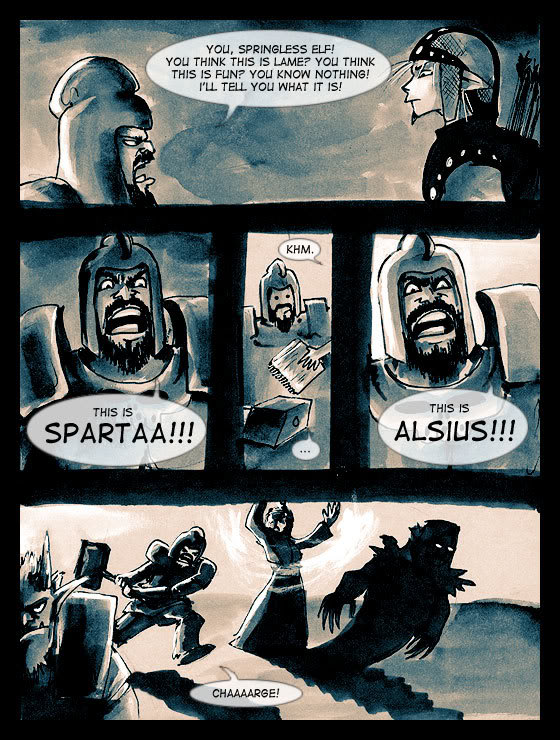 YOU, SPRINGLESS ELF!
YOU THINK THIS IS LAME? YOU THINK
THIS IS FUN? YOU KNOW NOTHING!
I'LL TELL YOU WHAT IT IS!
THIS IS
SPARTAA!!!
KHM.
...
THIS IS
ALSIUS!!!
CHAAAARGE!